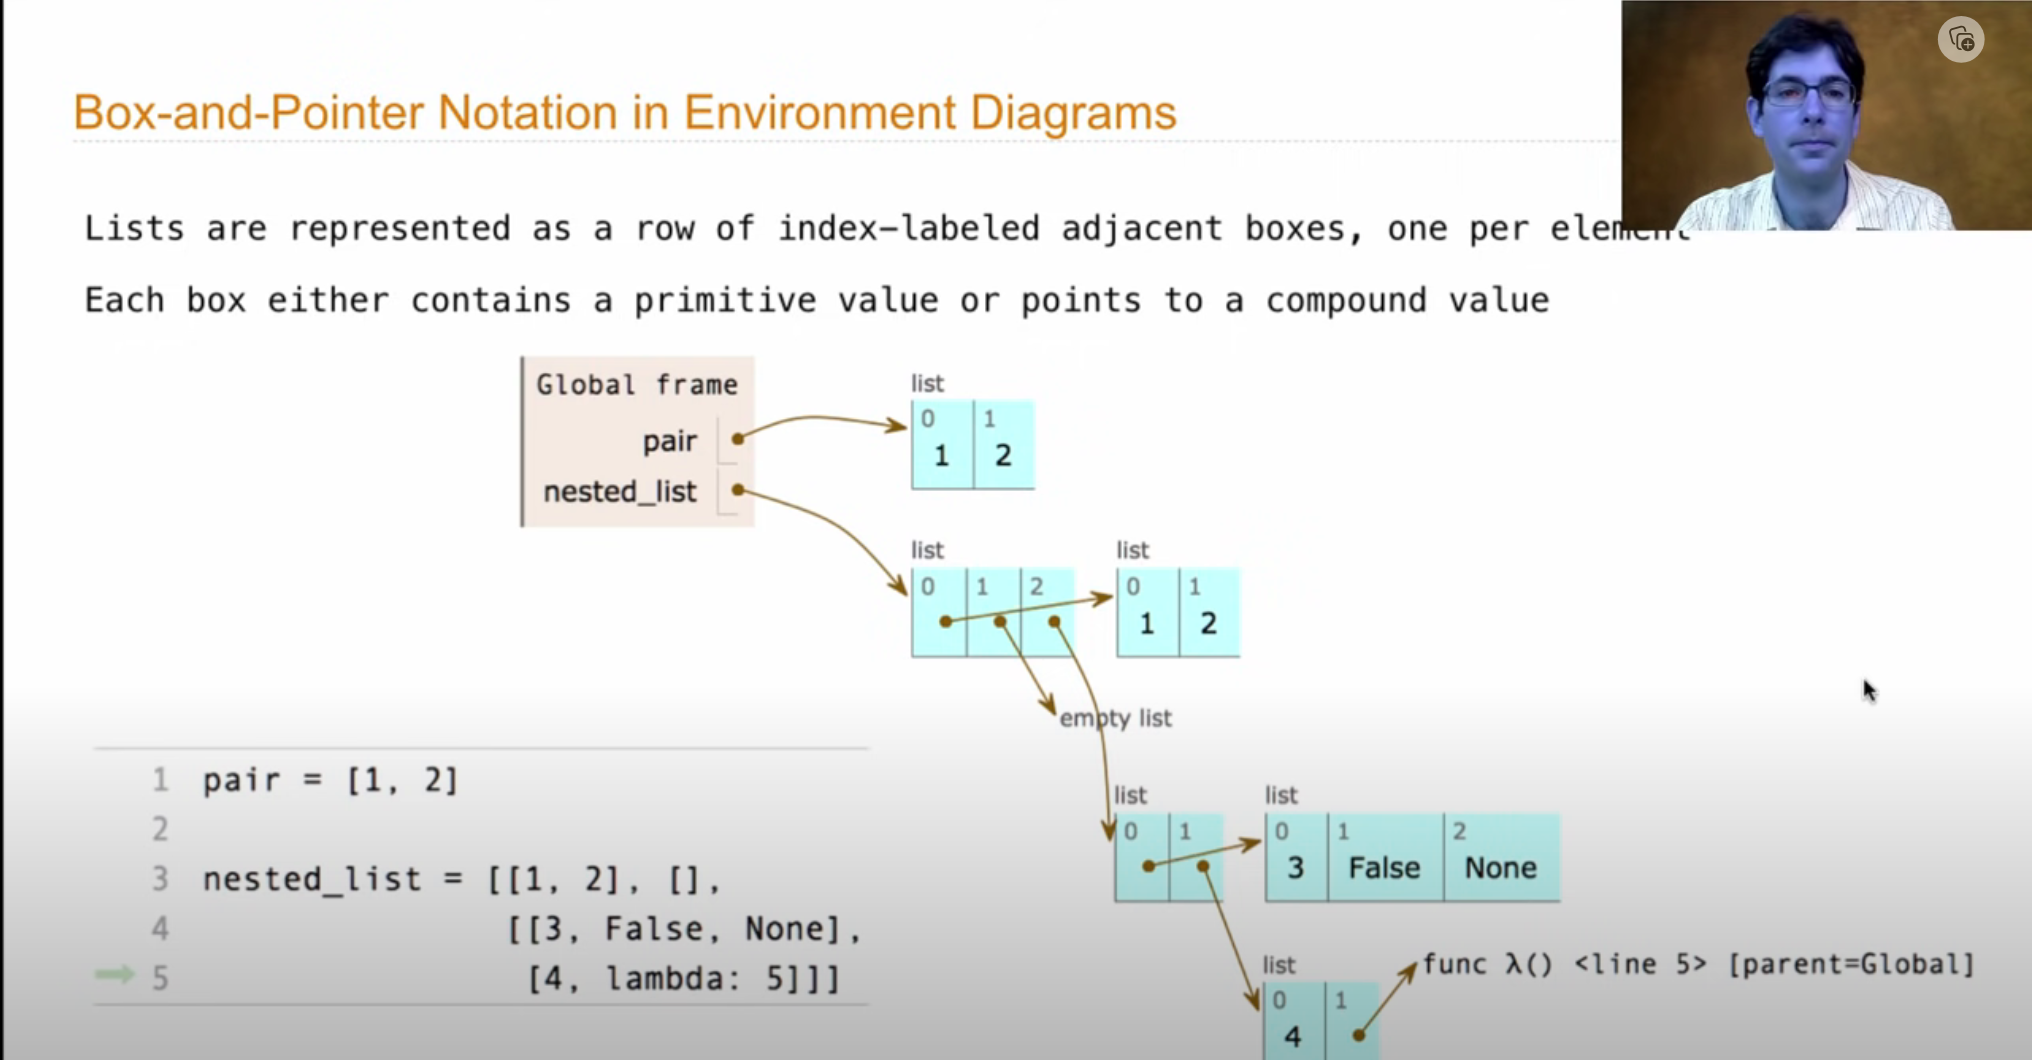 Box-and-Pointer Notation in Environment Diagrams
Lists are represented as a row of index-labeled adjacent boxes, one per element
Each box either contains a primitive value or points to a compound value
Global frame
pair
nested_list
list
0 1
1 2
list
0 1 2
list
0 1
1 2
empty list
list
0 1
list
0 1 2
3 False None
list
0 1
4
func λ() <line 5> [parent=Global]
1 pair = [1, 2]
2
3 nested_list = [[1, 2], [],
4 [[3, False, None],
5 [4, lambda: 5]]]